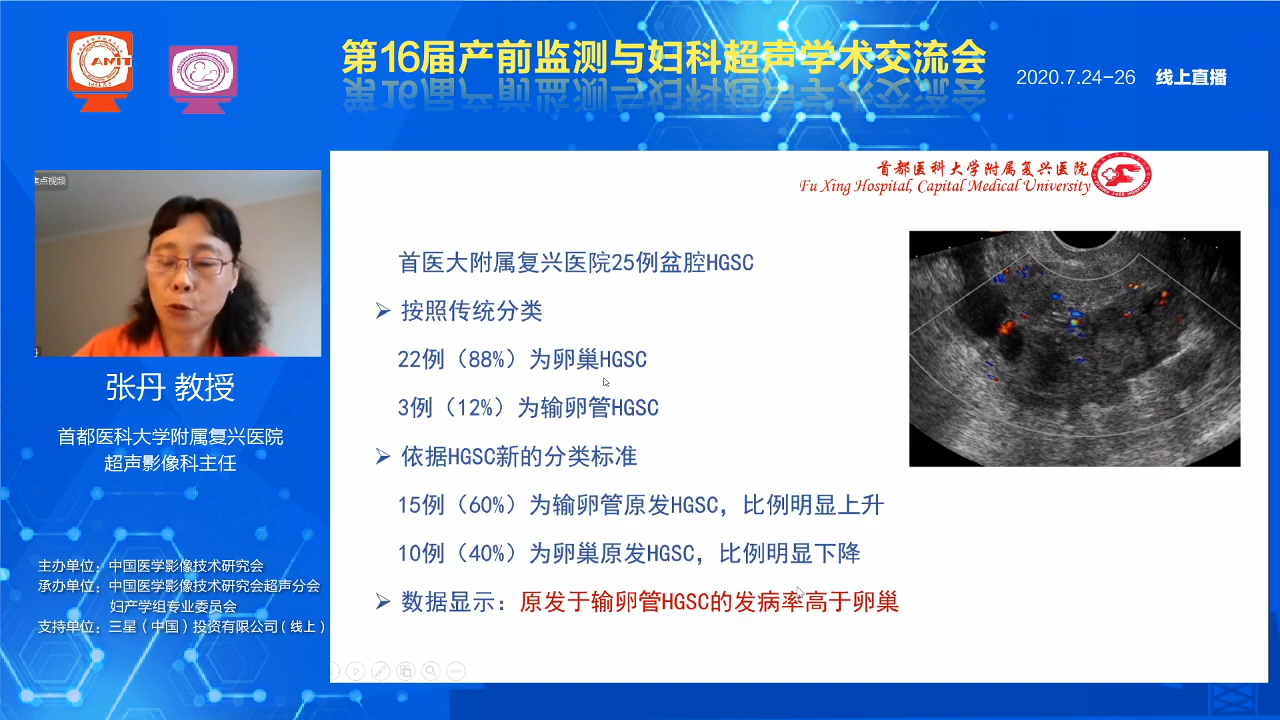 CAMIT
第16届产前监测与妇科超声学术交流会
2020.7.24-26 线上直播
焦点视频
张丹 教授
首都医科大学附属复兴医院
超声影像科主任
主办单位：中国医学影像技术研究会
承办单位：中国医学影像技术研究会超声分会
妇产学组专业委员会
支持单位：三星（中国）投资有限公司（线上）
首都医科大学附属复兴医院
Fu Xing Hospital, Capital Medical University
首医大附属复兴医院25例盆腔HGSC
➢ 按照传统分类
22例（88%）为卵巢HGSC
3例（12%）为输卵管HGSC
➢ 依据HGSC新的分类标准
15例（60%）为输卵管原发HGSC，比例明显上升
10例（40%）为卵巢原发HGSC，比例明显下降
➢ 数据显示：原发于输卵管HGSC的发病率高于卵巢